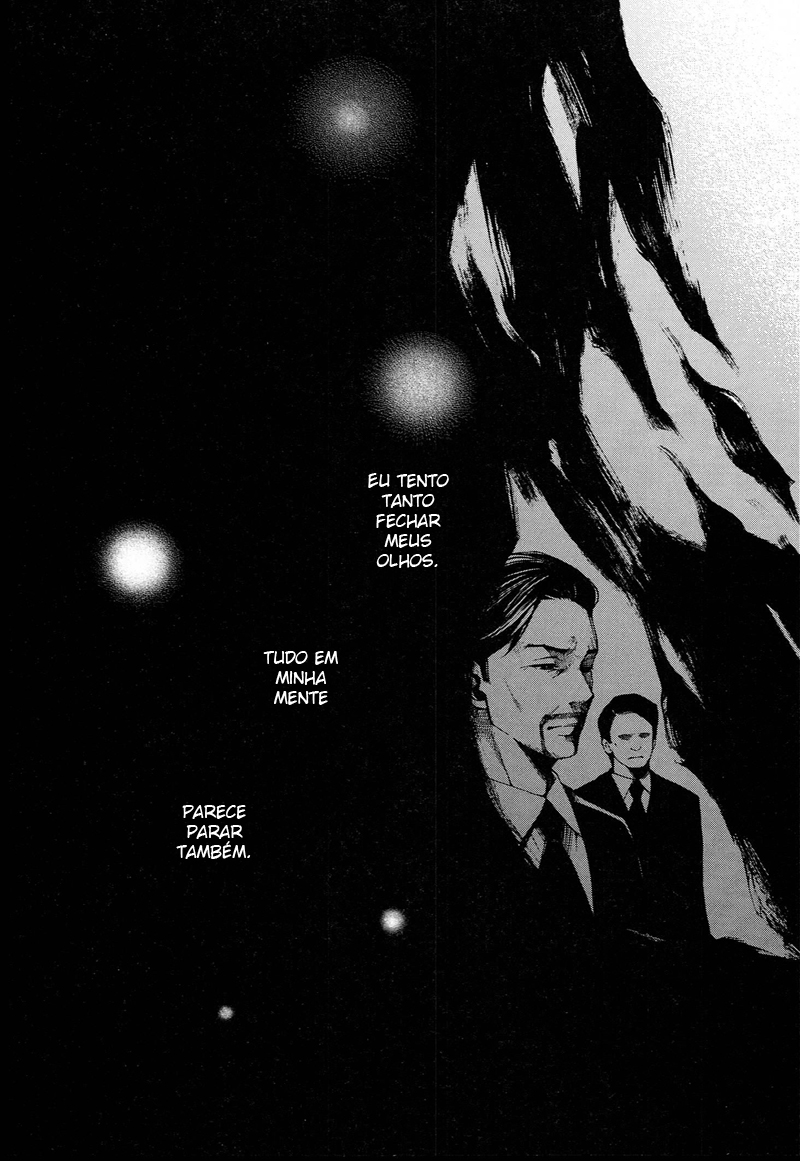 EU TENTO
TANTO
FECHAR
MEUS
OLHOS.
TUDO EM
MINHA
MENTE
PARECE
PARAR
TAMBÉM.